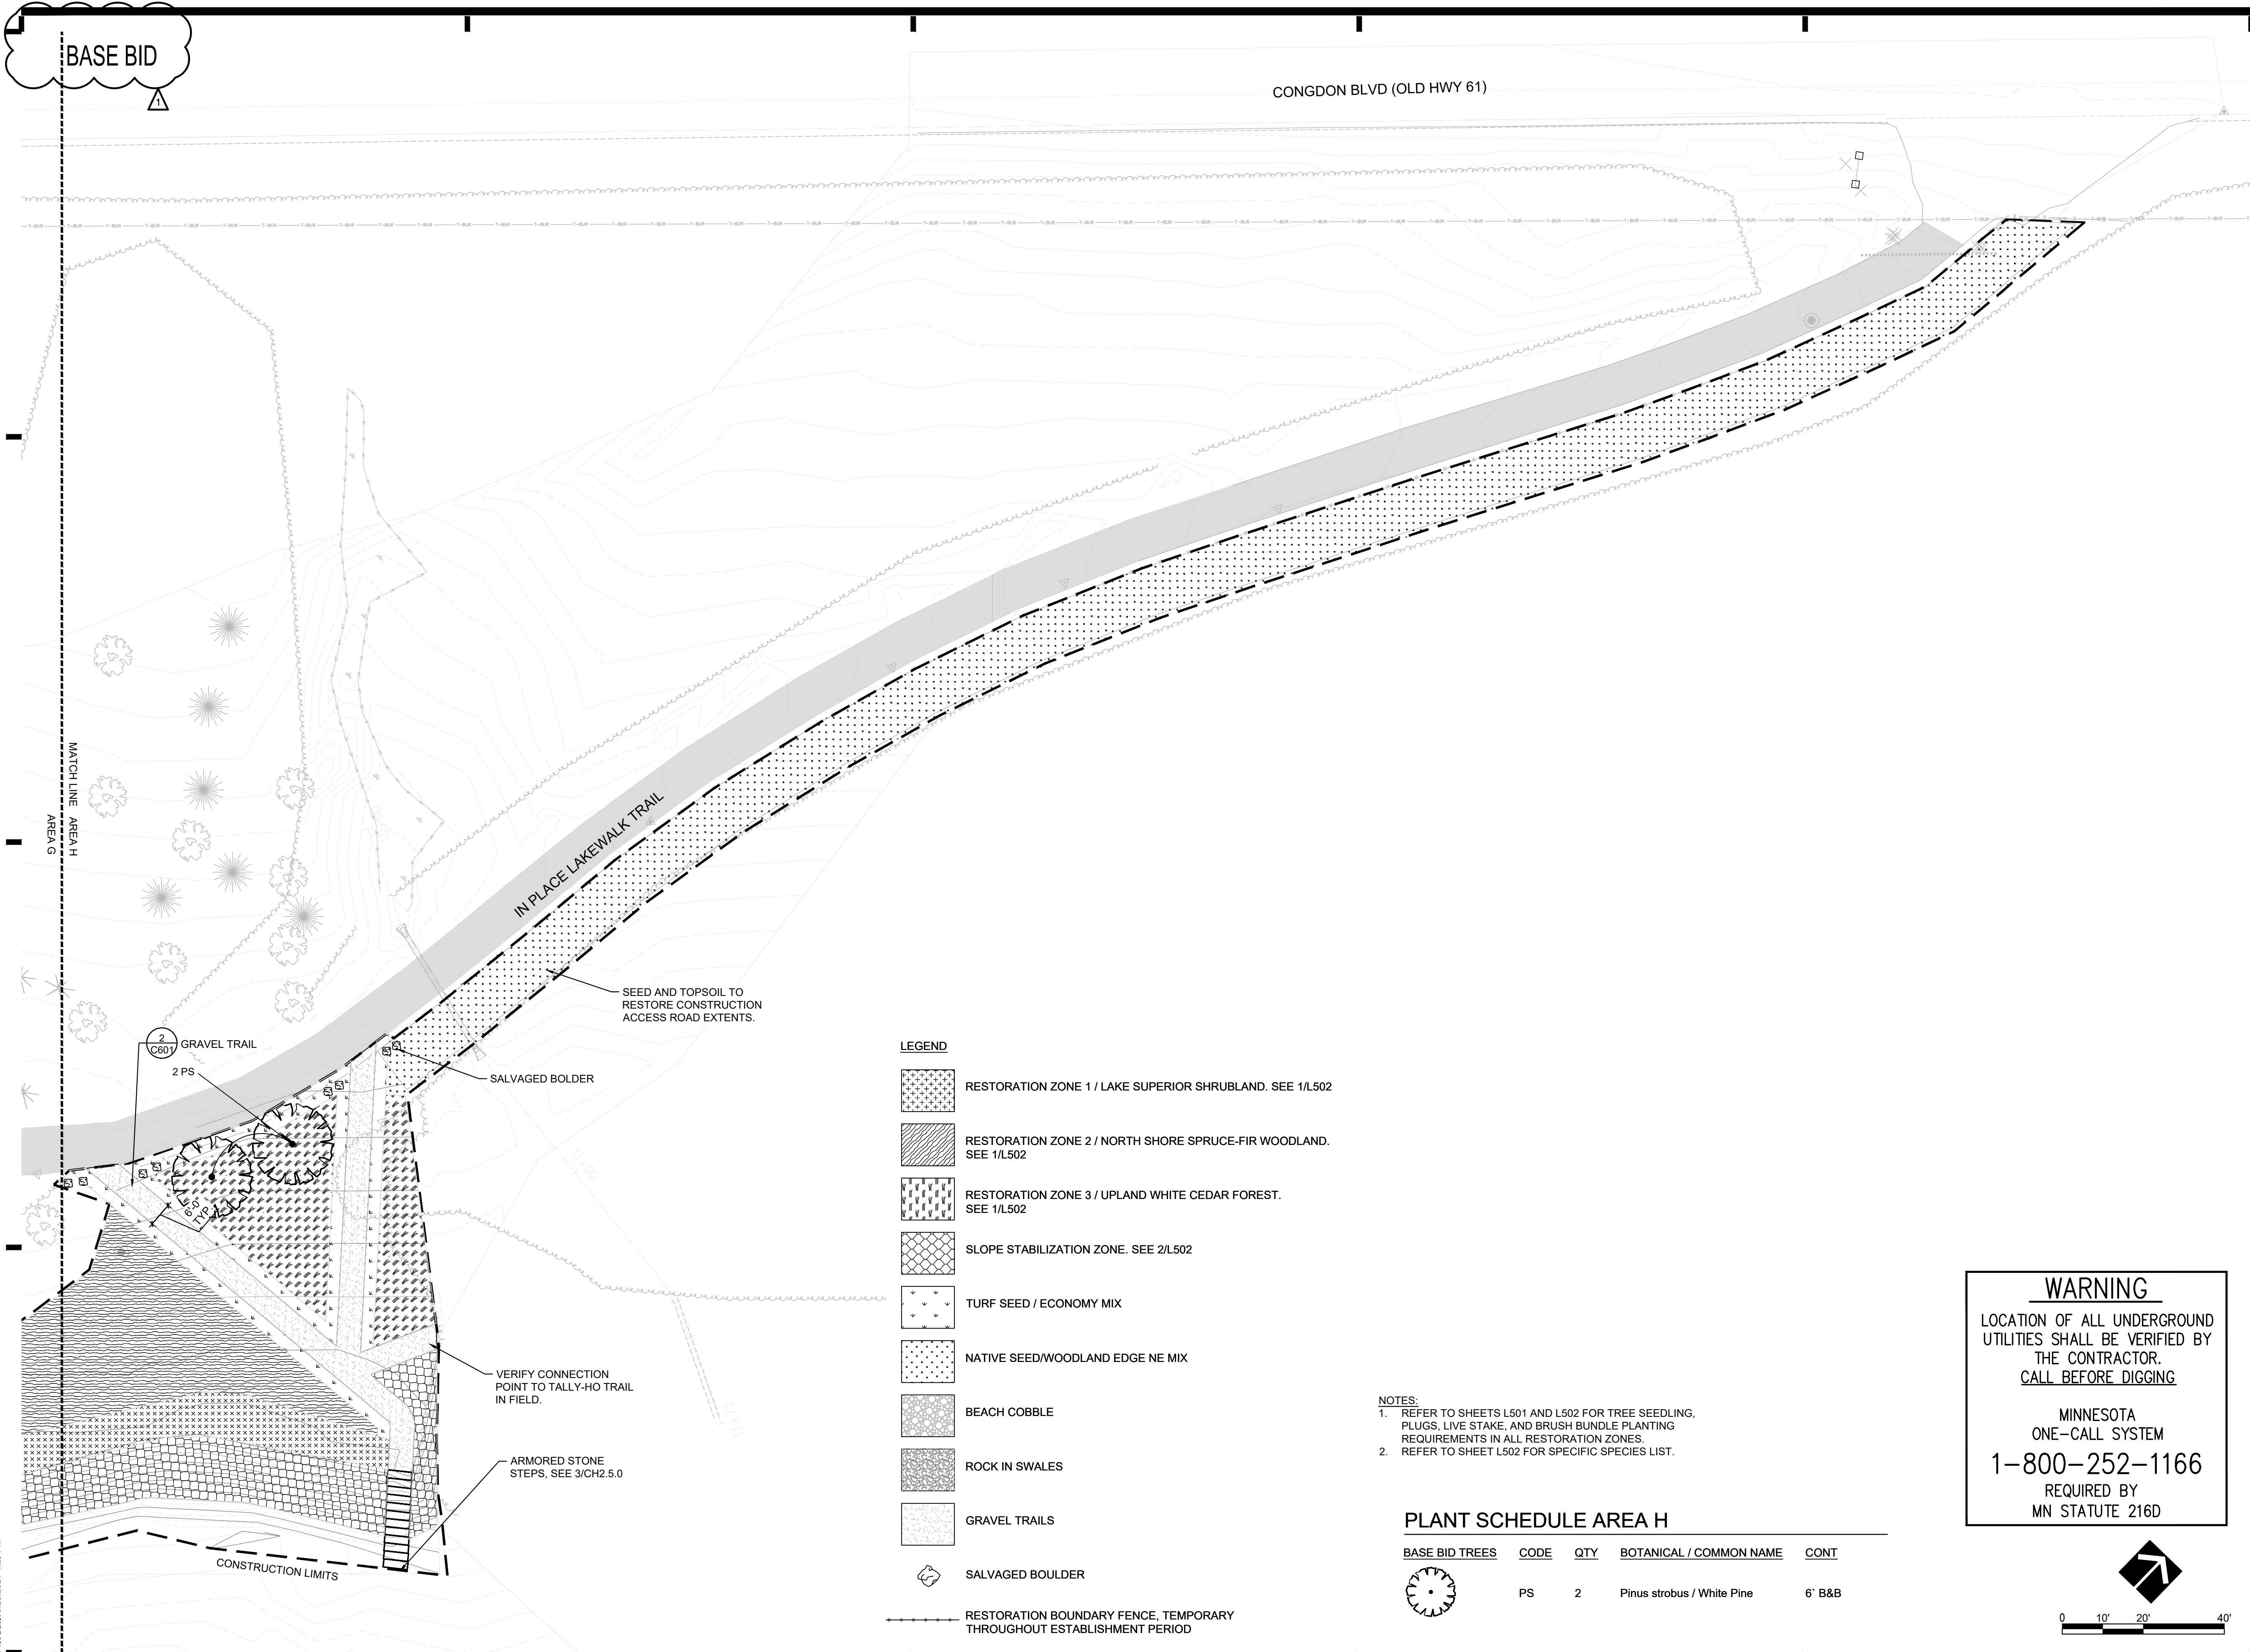 BASE BID
1
CONGDON BLVD (OLD HWY 61)
T-BUR
MATCH LINE AREA H
AREA G
IN PLACE LAKEWALK TRAIL
SEED AND TOPSOIL TO
RESTORE CONSTRUCTION
ACCESS ROAD EXTENTS.
2
C601
GRAVEL TRAIL
2 PS
SALVAGED BOLDER
6'-0"
TYP.
VERIFY CONNECTION
POINT TO TALLY-HO TRAIL
IN FIELD.
ARMORED STONE
STEPS, SEE 3/CH2.5.0
CONSTRUCTION LIMITS
LEGEND
RESTORATION ZONE 1 / LAKE SUPERIOR SHRUBLAND. SEE 1/L502
RESTORATION ZONE 2 / NORTH SHORE SPRUCE-FIR WOODLAND.
SEE 1/L502
RESTORATION ZONE 3 / UPLAND WHITE CEDAR FOREST.
SEE 1/L502
SLOPE STABILIZATION ZONE. SEE 2/L502
TURF SEED / ECONOMY MIX
NATIVE SEED/WOODLAND EDGE NE MIX
BEACH COBBLE
ROCK IN SWALES
GRAVEL TRAILS
SALVAGED BOULDER
RESTORATION BOUNDARY FENCE, TEMPORARY
THROUGHOUT ESTABLISHMENT PERIOD
NOTES:
1. REFER TO SHEETS L501 AND L502 FOR TREE SEEDLING,
PLUGS, LIVE STAKE, AND BRUSH BUNDLE PLANTING
REQUIREMENTS IN ALL RESTORATION ZONES.
2. REFER TO SHEET L502 FOR SPECIFIC SPECIES LIST.
PLANT SCHEDULE AREA H
BASE BID TREES CODE QTY BOTANICAL / COMMON NAME CONT
PS 2 Pinus strobus / White Pine 6` B&B
WARNING
LOCATION OF ALL UNDERGROUND
UTILITIES SHALL BE VERIFIED BY
THE CONTRACTOR.
CALL BEFORE DIGGING
MINNESOTA
ONE-CALL SYSTEM
1-800-252-1166
REQUIRED BY
MN STATUTE 216D
0 10' 20' 40'